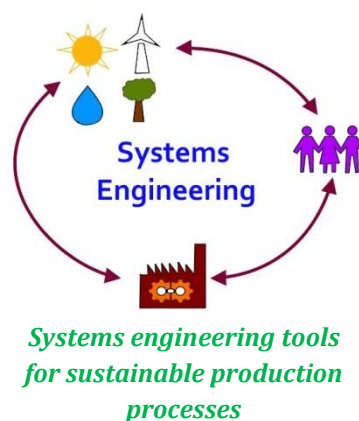 Systems
Engineering
Systems engineering tools
for sustainable production
processes